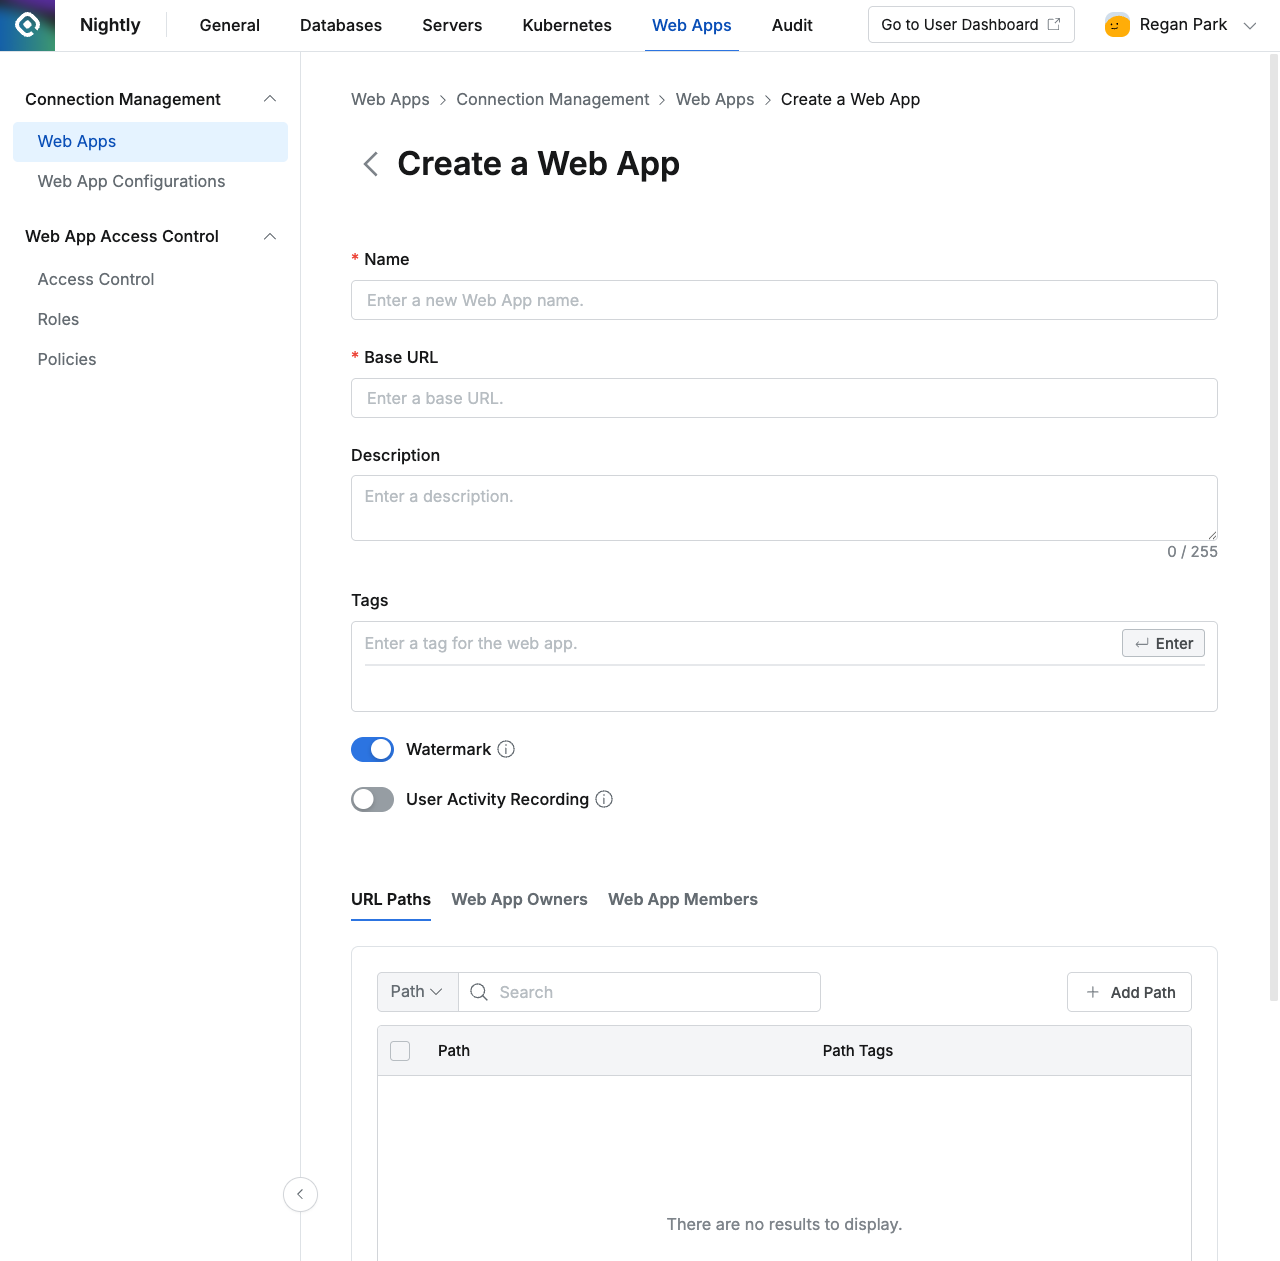 Nightly
General
Databases
Servers
Kubernetes
Web Apps
Audit
Go to User Dashboard
Regan Park
Connection Management
Web Apps
Web App Configurations
Web App Access Control
Access Control
Roles
Policies
Web Apps > Connection Management > Web Apps > Create a Web App
Create a Web App
* Name
Enter a new Web App name.
* Base URL
Enter a base URL.
Description
Enter a description.
0 / 255
Tags
Enter a tag for the web app.
Enter
Watermark
User Activity Recording
URL Paths
Web App Owners
Web App Members
Path
Search
Add Path
Path
Path Tags
There are no results to display.